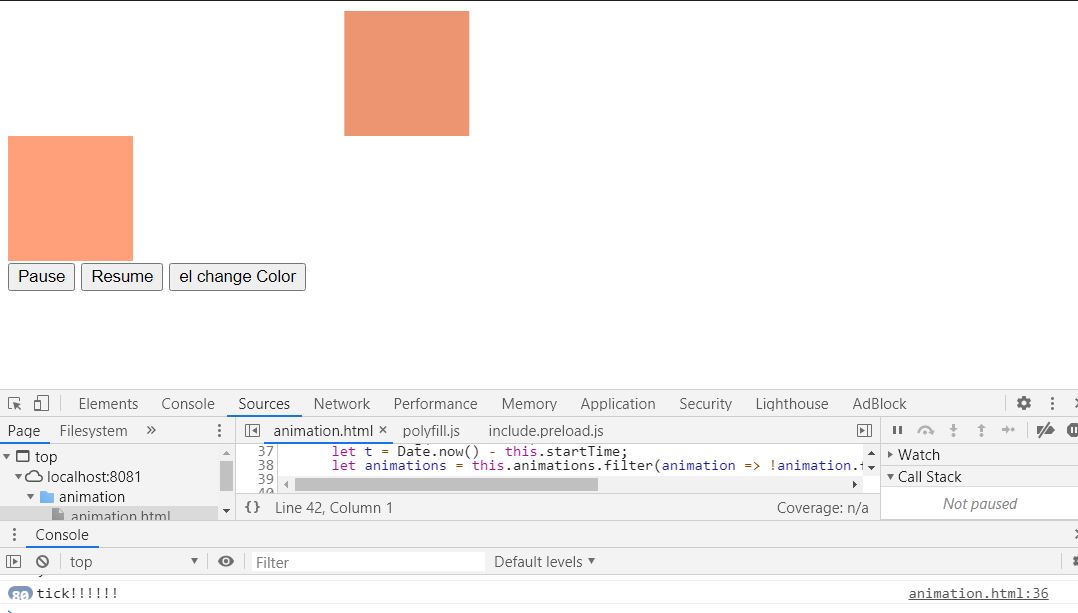 Pause Resume el change Color
Elements Console Sources Network Performance Memory Application Security Lighthouse AdBlock
Page Filesystem » animation.html × polyfill.js include.preload.js
37 let t = Date.now() - this.startTime;
38 let animations = this.animations.filter(animation => !animation.
39
40
top
localhost:8081
animation
animation.html
{} Line 42, Column 1 Coverage: n/a
Watch
Call Stack
Not paused
Console
top Filter Default levels
80 tick!!!!!! animation.html:36